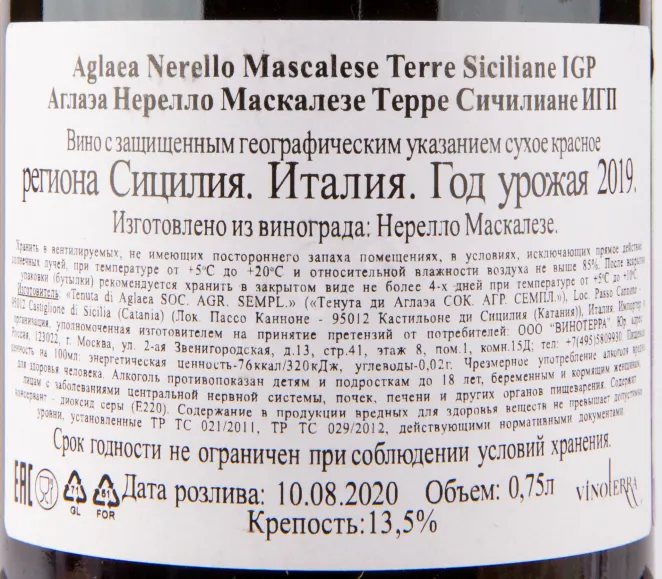 Aglaea Nerello Mascalese Terre Siciliane IGP
Аглаэа Нерелло Маскалезе Терре Сичилиане ИГП
Вино с защищенным географическим указанием сухое красное
региона Сицилия. Италия. Год урожая 2019.
Изготовлено из винограда: Нерелло Маскалезе.
Хранить в вентилируемых, не имеющих постороннего запаха помещениях, в условиях, исключающих прямое действие
солнечных лучей, при температуре от +5°С до +20°С и относительной влажности воздуха не выше 85%. После вскрытия
упаковки (бутылки) рекомендуется хранить в закрытом виде не более 4-х дней при температуре от +5°С до +10°С.
Изготовитель: «Tenuta di Aglaea SOC. AGR. SEMPL.» («Тенута ди Аглаэа СОК. АГР. СЕМПЛ.»), Loc. Passo Cannone -
95012 Castiglione di Sicilia (Catania) (Лок. Пассо Канноне - 95012 Кастильоне ди Сицилия (Катания)), Италия. Импортер и
организация, уполномоченная изготовителем на принятие претензий от потребителей: ООО "ВИНОТЕРРА" Юр адрес:
Россия, 123022, г. Москва, ул. 2-ая Звенигородская, д.13, стр.41, этаж 8, пом.1, комн.15Д; тел: +7(495)5809930. Пищевая
ценность на 100мл: энергетическая ценность-76ккал/320кДж, углеводы-0,02г. Чрезмерное употребление алкоголя вредно
для здоровья человека. Алкоголь противопоказан детям и подросткам до 18 лет, беременным и кормящим женщинам,
лицам с заболеваниями центральной нервной системы, почек, печени и других органов пищеварения. Содержит
консервант - диоксид серы (Е220). Содержание в продукции вредных для здоровья веществ не превышает допустимые
уровни, установленные ТР ТС 021/2011, ТР ТС 029/2012, действующими нормативными документами.
Срок годности не ограничен при соблюдении условий хранения.
EAC 71 GL 81 FOR Дата розлива: 10.08.2020 Объем: 0,75л VINOTERRA
Крепость:13,5%